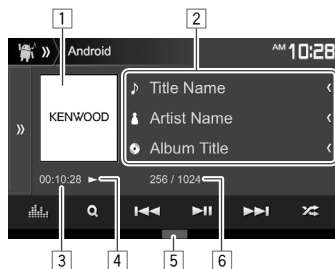 1
2
Android
AM 10:28
KENWOOD
Title Name
Artist Name
Album Title
00:10:28
256 / 1024
3
4
5
6